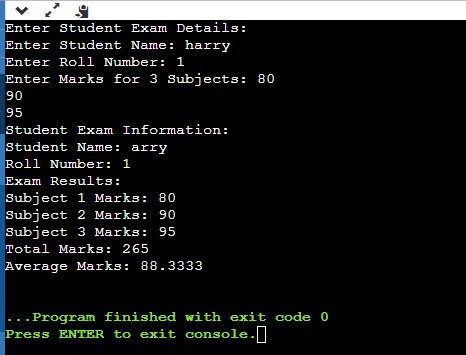 Enter Student Exam Details:
Enter Student Name: harry
Enter Roll Number: 1
Enter Marks for 3 Subjects: 80
90
95
Student Exam Information:
Student Name: arry
Roll Number: 1
Exam Results:
Subject 1 Marks: 80
Subject 2 Marks: 90
Subject 3 Marks: 95
Total Marks: 265
Average Marks: 88.3333
...Program finished with exit code 0
Press ENTER to exit console.